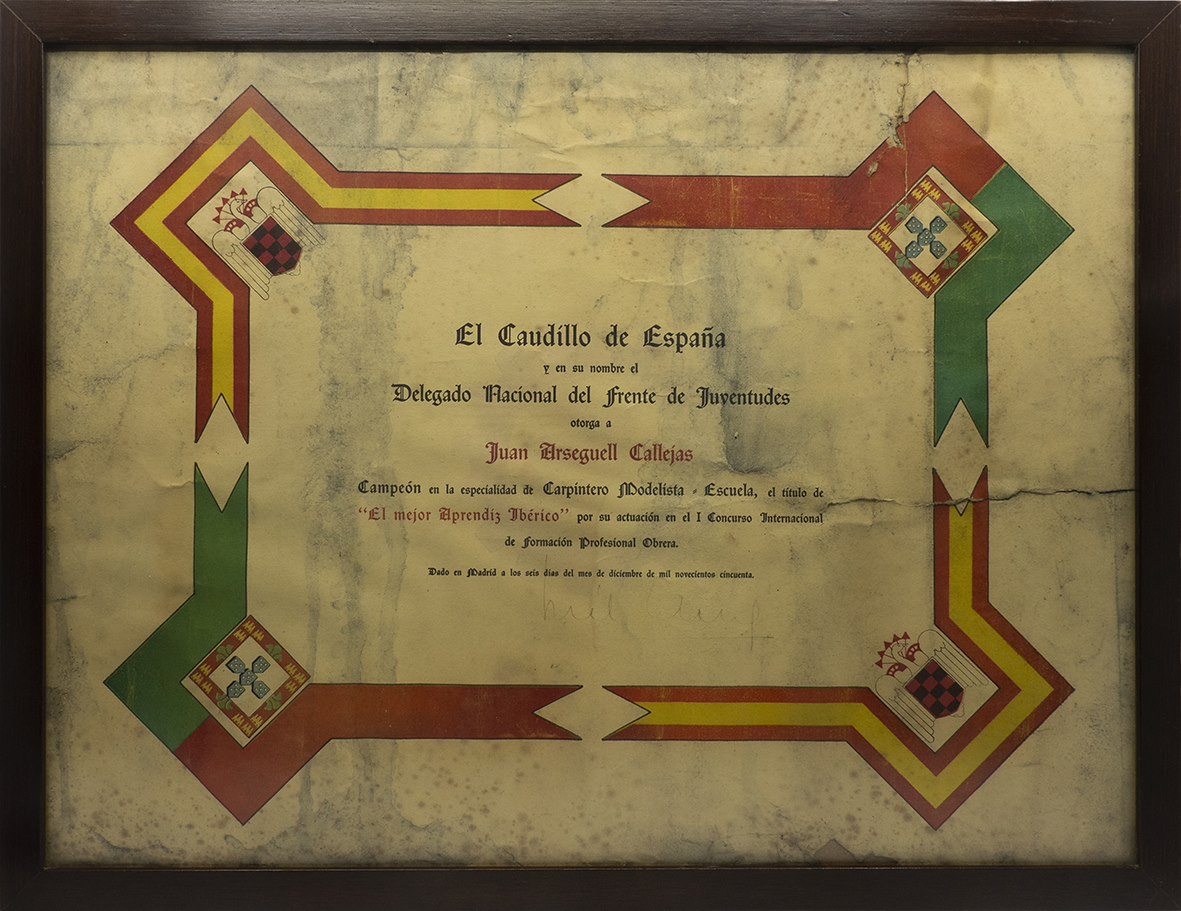 El Caudillo de España
y en su nombre el
Delegado Nacional del Frente de Juventudes
otorga a
Juan Arseguell Callejas
Campeón en la especialidad de Carpintero Modelista - Escuela, el título de
"El mejor Aprendiz Ibérico" por su actuación en el I Concurso Internacional
de Formación Profesional Obrera.
Dado en Madrid a los seis días del mes de diciembre de mil novecientos cincuenta.